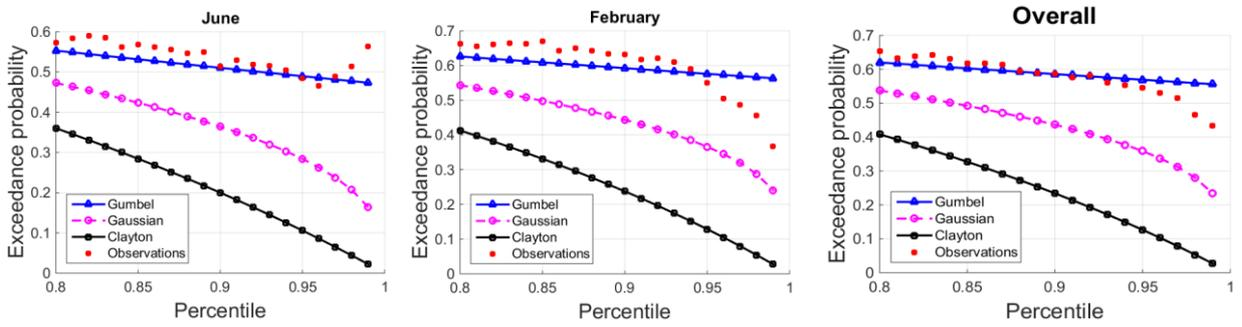 June
Exceedance probability
0.6
0.5
0.4
0.3
0.2
0.1
0
Gumbel
Gaussian
Clayton
Observations
0.8
0.85
0.9
0.95
1
Percentile
February
Exceedance probability
0.7
0.6
0.5
0.4
0.3
0.2
0.1
0
Gumbel
Gaussian
Clayton
Observations
0.8
0.85
0.9
0.95
1
Percentile
Overall
Exceedance probability
0.7
0.6
0.5
0.4
0.3
0.2
0.1
0
Gumbel
Gaussian
Clayton
Observations
0.8
0.85
0.9
0.95
1
Percentile